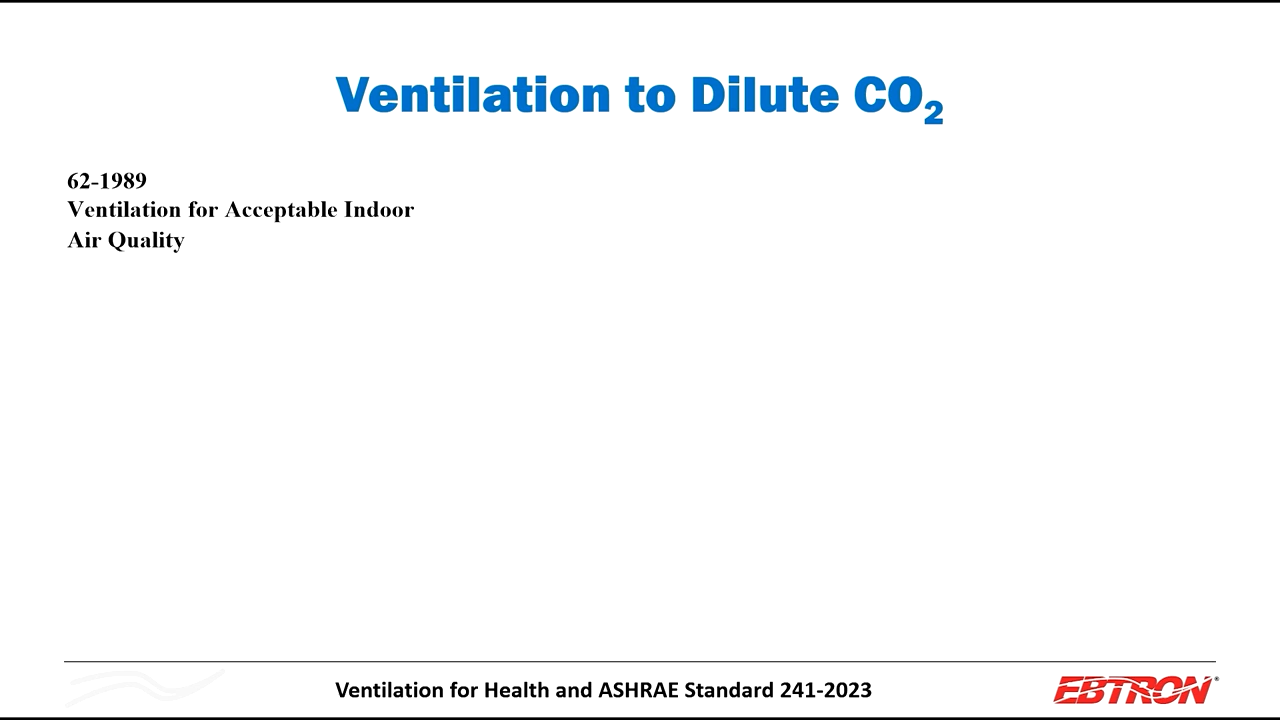 Ventilation to Dilute CO₂
62-1989
Ventilation for Acceptable Indoor
Air Quality
Ventilation for Health and ASHRAE Standard 241-2023
EBTRON®